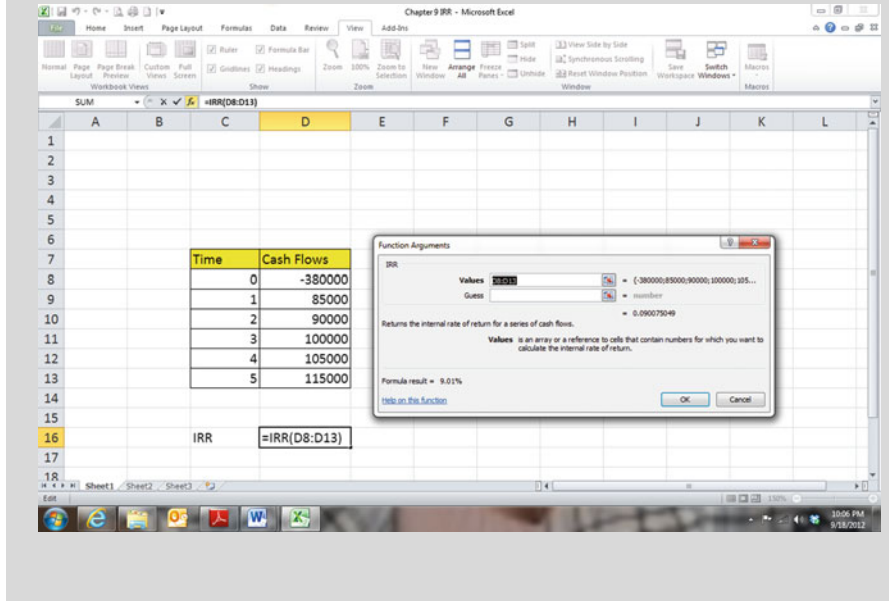 Chapter 9 IRR - Microsoft Excel
File Home Insert Page Layout Formulas Data Review View Add-Ins
Normal Page Layout Page Break Preview Custom Views Full Screen
Workbook Views
Ruler Formula Bar
Gridlines Headings
Show
Zoom 100% Zoom to Selection
Zoom
New Window Arrange All Freeze Panes
Split
Hide
Unhide
View Side by Side
Synchronous Scrolling
Reset Window Position
Save Workspace Switch Windows
Window
Macros
Macros
SUM fx =IRR(D8:D13)
A B C D E F G H I J K L
1
2
3
4
5
6
7 Time Cash Flows
8 0 -380000
9 1 85000
10 2 90000
11 3 100000
12 4 105000
13 5 115000
14
15
16 IRR =IRR(D8:D13)
17
18
Function Arguments
IRR
Values D8:D13 = {-380000;85000;90000;100000;105...
Guess = number
= 0.090075049
Returns the internal rate of return for a series of cash flows.
Values is an array or a reference to cells that contain numbers for which you want to
calculate the internal rate of return.
Formula result = 9.01%
Help on this function OK Cancel
Sheet1 Sheet2 Sheet3
Edit 150%
10:06 PM
9/18/2012